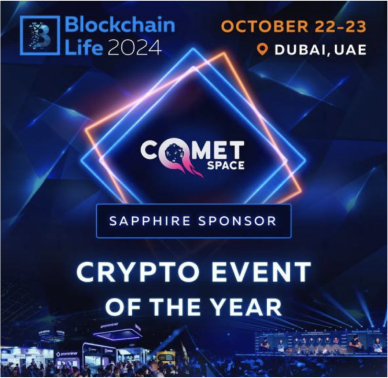 Blockchain
Life 2024
OCTOBER 22-23
DUBAI, UAE
COMET
SPACE
SAPPHIRE SPONSOR
CRYPTO EVENT
OF THE YEAR